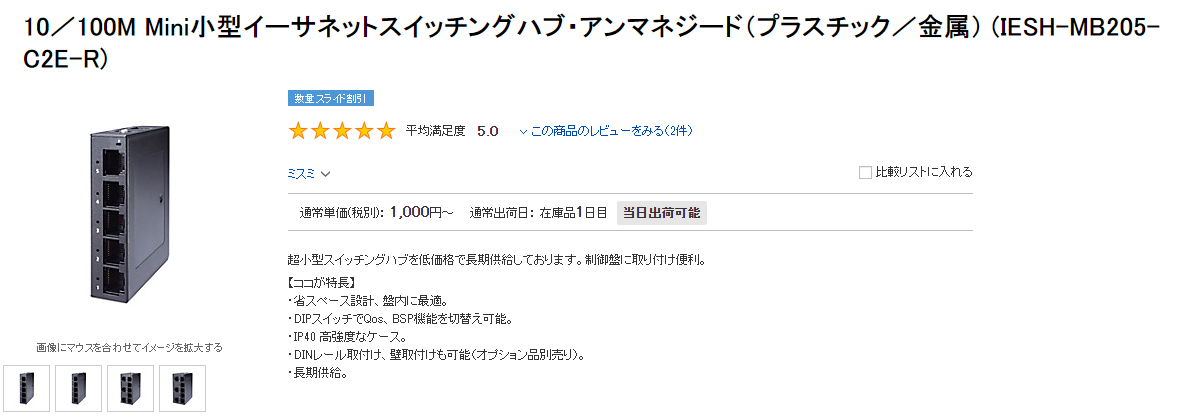 10／100M Mini小型イーサネットスイッチングハブ・アンマネジード（プラスチック／金属） (IESH-MB205-
C2E-R)
数量スライド割引
平均満足度 5.0 この商品のレビューをみる(2件)
ミスミ
比較リストに入れる
通常単価(税別)： 1,000円～ 通常出荷日： 在庫品1日目 当日出荷可能
超小型スイッチングハブを低価格で長期供給しております。制御盤に取り付け便利。
【ココが特長】
・省スペース設計、盤内に最適。
・DIPスイッチでQos、BSP機能を切替え可能。
・IP40 高強度なケース。
・DINレール取付け、壁取付けも可能（オプション品別売り）。
・長期供給。
画像にマウスを合わせてイメージを拡大する